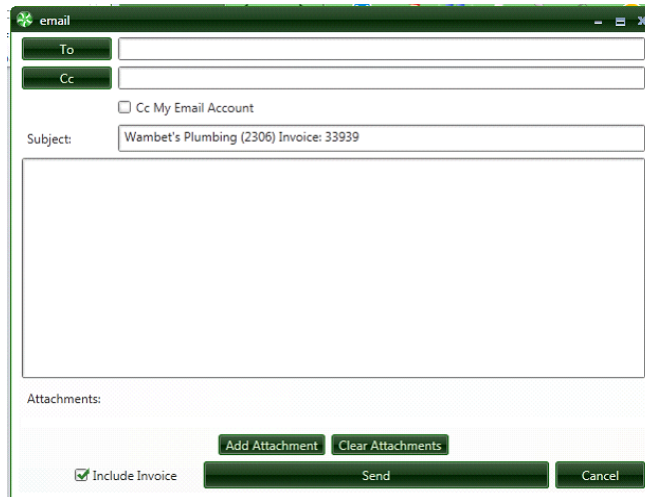 email
To
Cc
Cc My Email Account
Subject: Wambet's Plumbing (2306) Invoice: 33939
Attachments:
Add Attachment Clear Attachments
Include Invoice Send Cancel